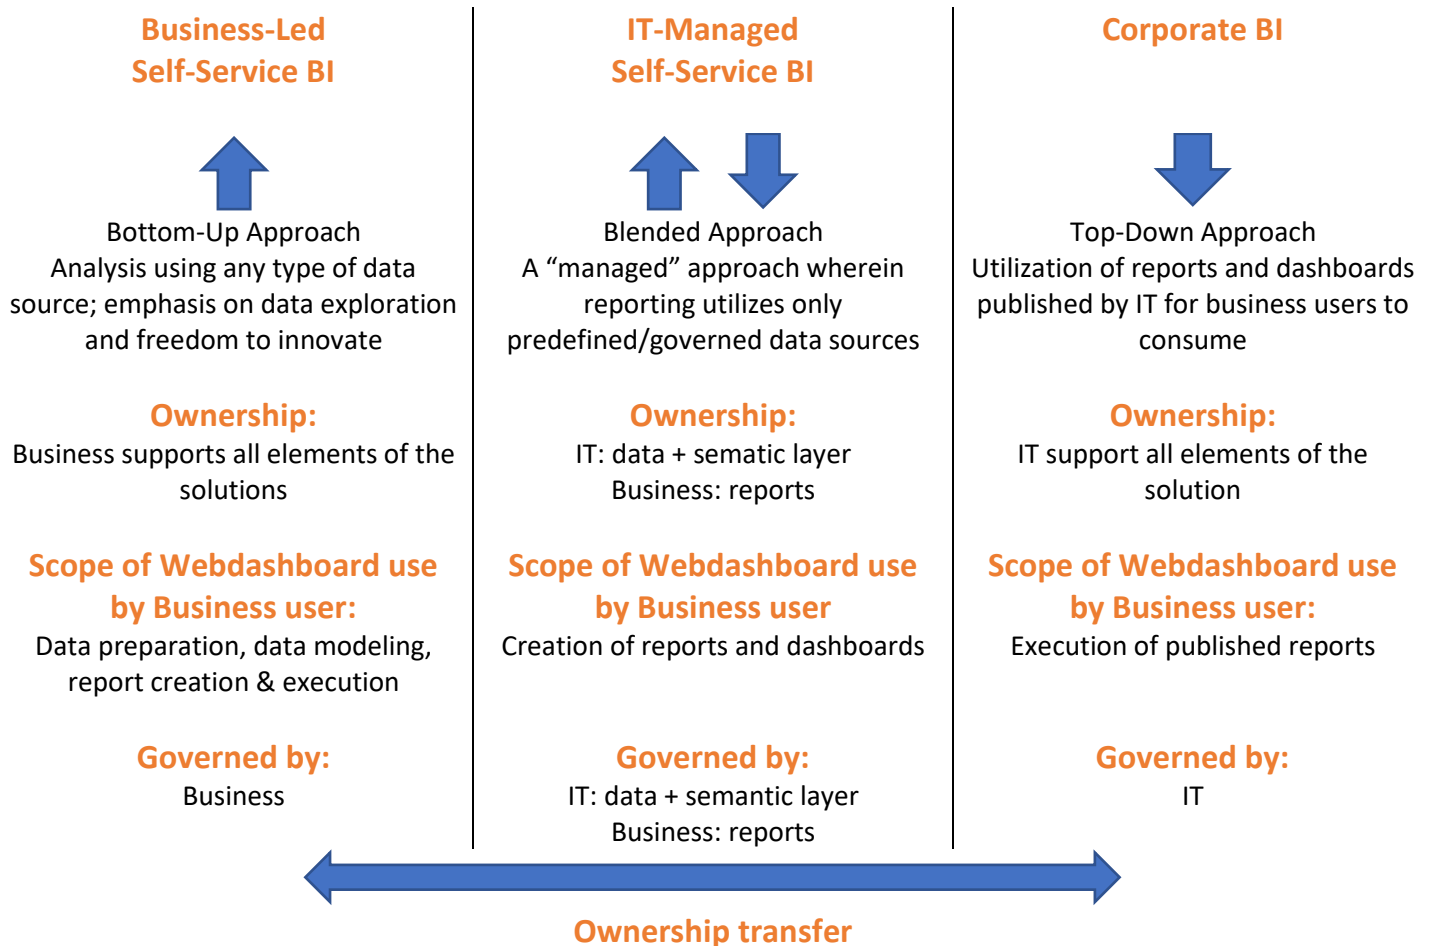 Business-Led
Self-Service BI
Bottom-Up Approach
Analysis using any type of data
source; emphasis on data exploration
and freedom to innovate
Ownership:
Business supports all elements of the
solutions
Scope of Webdashboard use
by Business user:
Data preparation, data modeling,
report creation & execution
Governed by:
Business
IT-Managed
Self-Service BI
Blended Approach
A “managed” approach wherein
reporting utilizes only
predefined/governed data sources
Ownership:
IT: data + sematic layer
Business: reports
Scope of Webdashboard use
by Business user
Creation of reports and dashboards
Governed by:
IT: data + semantic layer
Business: reports
Corporate BI
Top-Down Approach
Utilization of reports and dashboards
published by IT for business users to
consume
Ownership:
IT support all elements of the
solution
Scope of Webdashboard use
by Business user:
Execution of published reports
Governed by:
IT
Ownership transfer